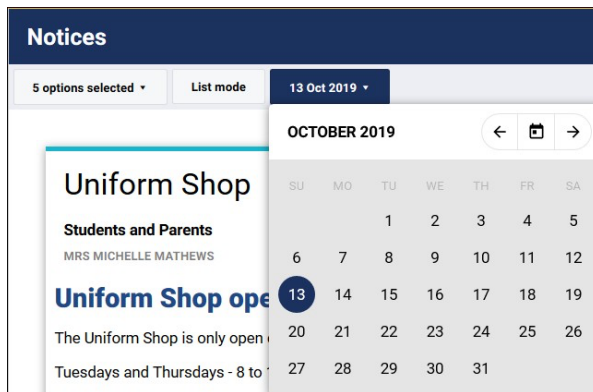 Notices
5 options selected
List mode
13 Oct 2019
OCTOBER 2019
SU MO TU WE TH FR SA
1 2 3 4 5
6 7 8 9 10 11 12
13 14 15 16 17 18 19
20 21 22 23 24 25 26
27 28 29 30 31
Uniform Shop
Students and Parents
MRS MICHELLE MATHEWS
Uniform Shop ope
The Uniform Shop is only open
Tuesdays and Thursdays - 8 to